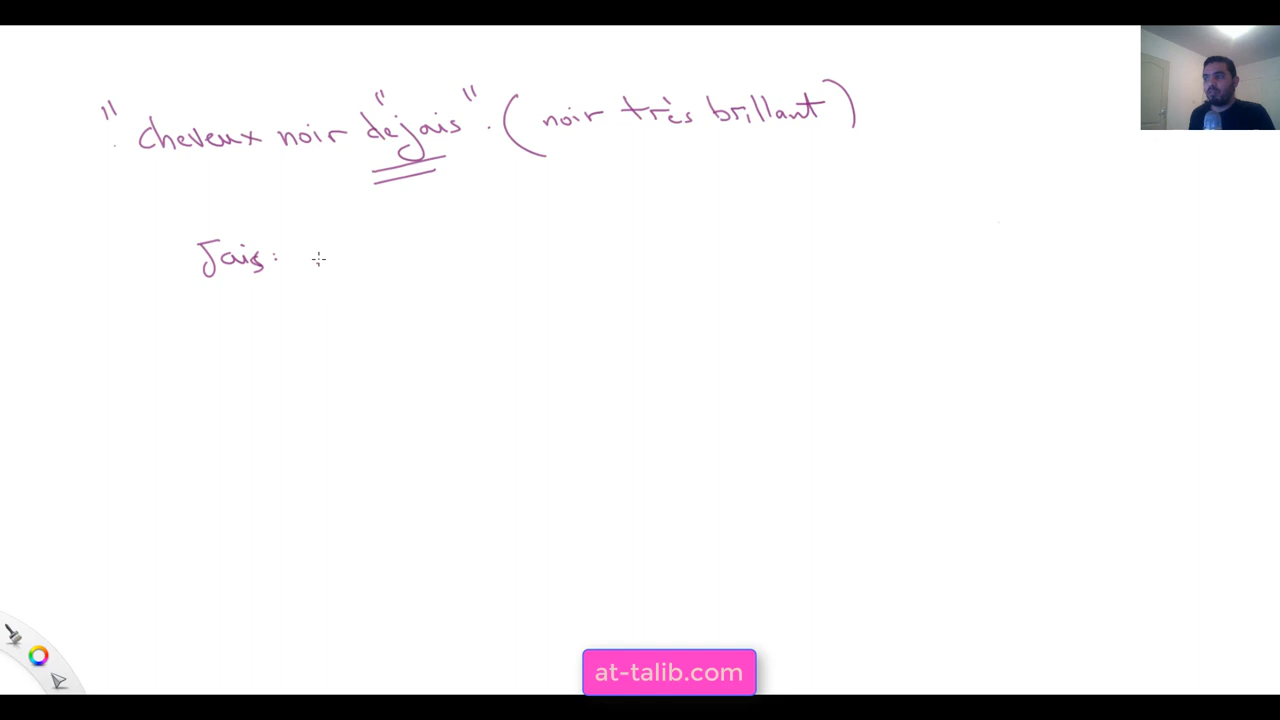 "cheveux noir de "jais". (noir très brillant)
Jais:
at-talib.com